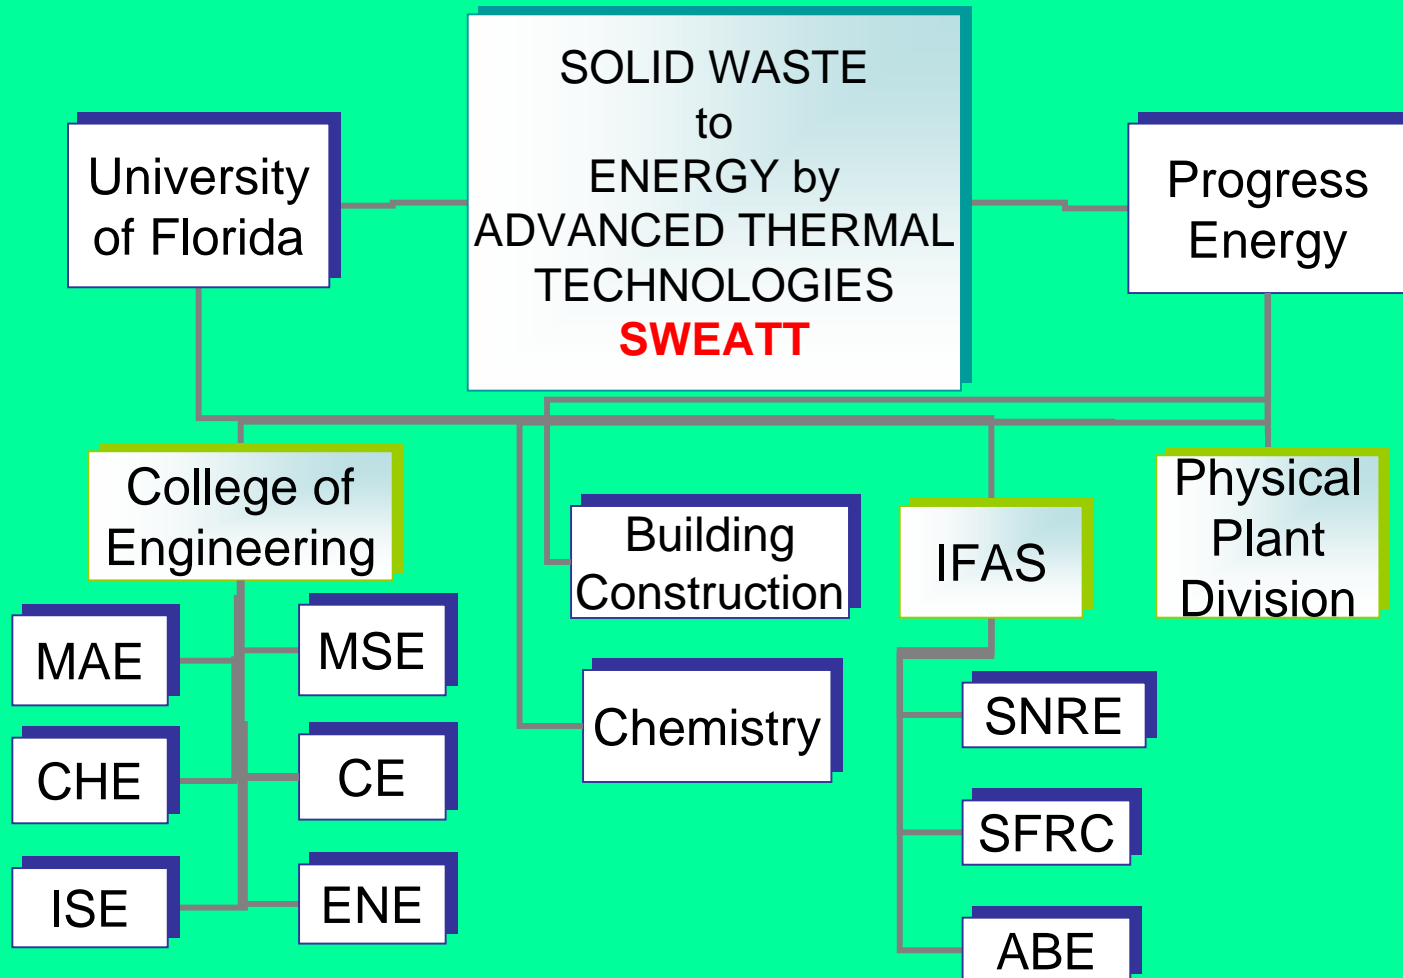 SOLID WASTE
to
ENERGY by
ADVANCED THERMAL
TECHNOLOGIES
SWEATT
University
of Florida
Progress
Energy
College of
Engineering
Building
Construction
IFAS
Physical
Plant
Division
MAE
MSE
Chemistry
SNRE
CHE
CE
SFRC
ISE
ENE
ABE